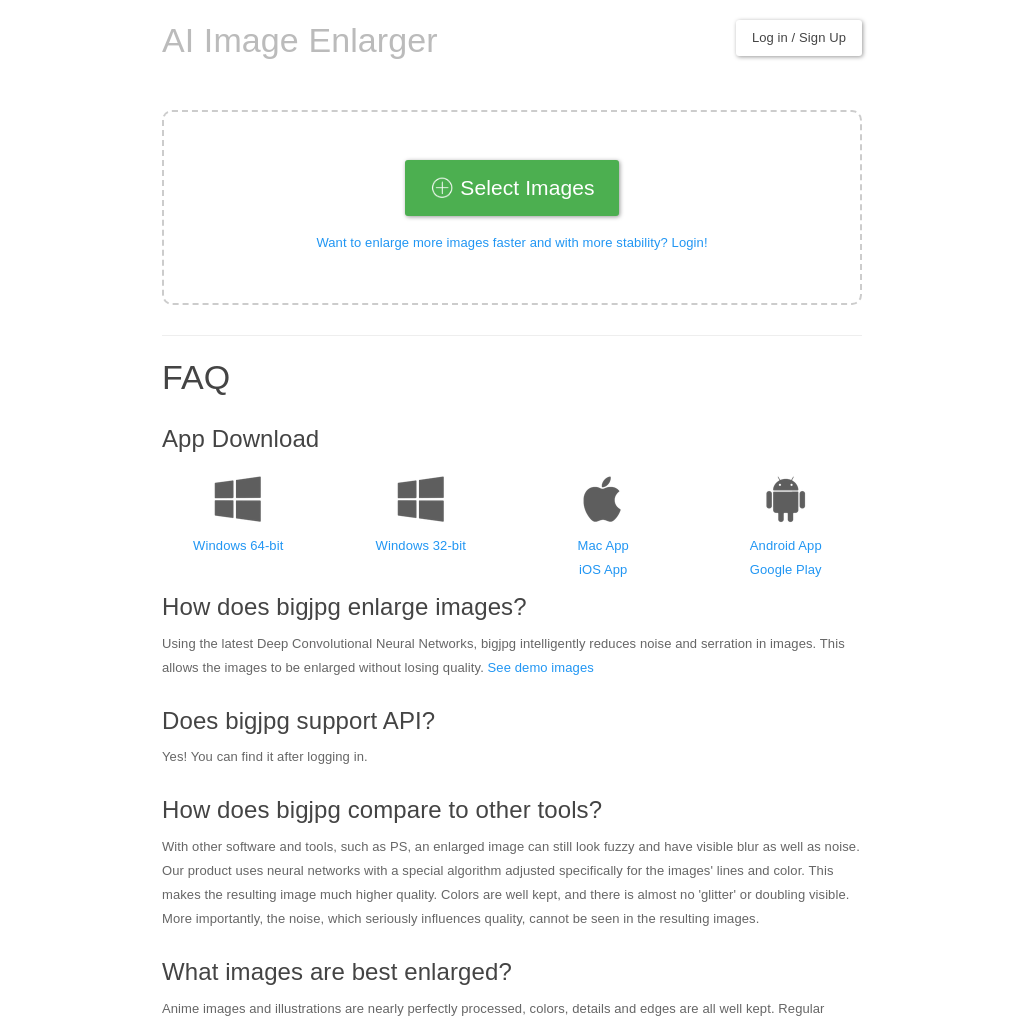 AI Image Enlarger
Log in / Sign Up
Select Images
Want to enlarge more images faster and with more stability? Login!
FAQ
App Download
Windows 64-bit
Windows 32-bit
Mac App
iOS App
Android App
Google Play
How does bigjpg enlarge images?
Using the latest Deep Convolutional Neural Networks, bigjpg intelligently reduces noise and serration in images. This
allows the images to be enlarged without losing quality. See demo images
Does bigjpg support API?
Yes! You can find it after logging in.
How does bigjpg compare to other tools?
With other software and tools, such as PS, an enlarged image can still look fuzzy and have visible blur as well as noise.
Our product uses neural networks with a special algorithm adjusted specifically for the images' lines and color. This
makes the resulting image much higher quality. Colors are well kept, and there is almost no 'glitter' or doubling visible.
More importantly, the noise, which seriously influences quality, cannot be seen in the resulting images.
What images are best enlarged?
Anime images and illustrations are nearly perfectly processed, colors, details and edges are all well kept. Regular